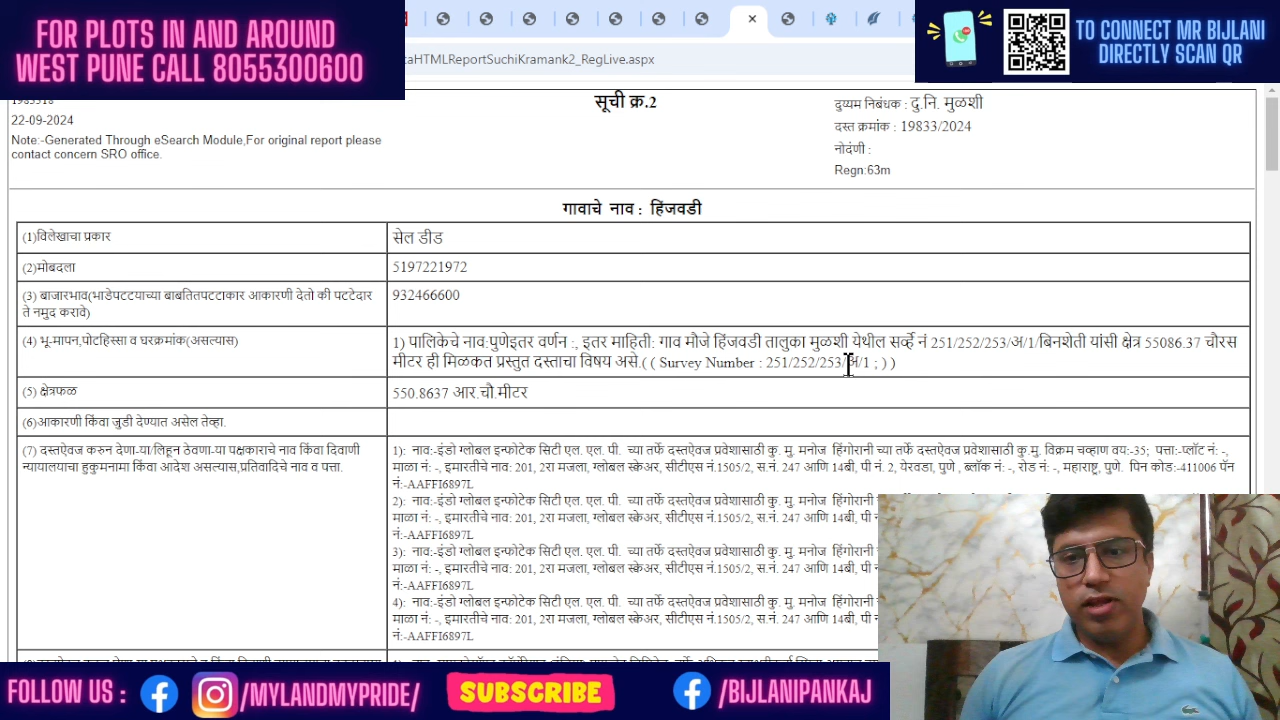 FOR PLOTS IN AND AROUND
WEST PUNE CALL 8055300600
TO CONNECT MR BIJLANI
DIRECTLY SCAN QR
taHTMLReportSuchiKramank2_RegLive.aspx
1983318
22-09-2024
Note:-Generated Through eSearch Module,For original report please
contact concern SRO office.
सूची क्र.2
दुय्यम निबंधक : दु.नि. मुळशी
दस्त क्रमांक : 19833/2024
नोदंणी :
Regn:63m
गावाचे नाव : हिंजवडी
(1)विलेखाचा प्रकार
सेल डीड
(2)मोबदला
5197221972
(3) बाजारभाव(भाडेपटटयाच्या बाबतितपटटाकार आकारणी देतो की पटटेदार
ते नमुद करावे)
932466600
(4) भू-मापन,पोटहिस्सा व घरक्रमांक(असल्यास)
1) पालिकेचे नाव:पुणेइतर वर्णन :, इतर माहिती: गाव मौजे हिंजवडी तालुका मुळशी येथील सर्व्हे नं 251/252/253/अ/1/बिनशेती यांसी क्षेत्र 55086.37 चौरस
मीटर ही मिळकत प्रस्तुत दस्ताचा विषय असे.( ( Survey Number : 251/252/253/अ/1 ; ) )
(5) क्षेत्रफळ
550.8637 आर.चौ.मीटर
(6)आकारणी किंवा जुडी देण्यात असेल तेव्हा.
(7) दस्तऐवज करुन देणा-या/लिहून ठेवणा-या पक्षकाराचे नाव किंवा दिवाणी
न्यायालयाचा हुकुमनामा किंवा आदेश असल्यास,प्रतिवादिचे नाव व पत्ता.
1): नाव:-इंडो ग्लोबल इन्फोटेक सिटी एल. एल. पी. च्या तर्फे दस्तऐवज प्रवेशासाठी कु. मु. मनोज हिंगोरानी च्या तर्फे दस्तऐवज प्रवेशासाठी कु.मु. विक्रम चव्हाण वय:-35; पत्ता:-प्लॉट नं: -,
माळा नं: -, इमारतीचे नाव: 201, 2रा मजला, ग्लोबल स्केअर, सीटीएस नं.1505/2, स.नं. 247 आणि 14बी, पी नं. 2, येरवडा, पुणे , ब्लॉक नं: -, रोड नं: -, महाराष्ट्र, पुणे. पिन कोड:-411006 पॅन
नं:-AAFFI6897L
2): नाव:-इंडो ग्लोबल इन्फोटेक सिटी एल. एल. पी. च्या तर्फे दस्तऐवज प्रवेशासाठी कु. मु. मनोज हिंगोरानी
माळा नं: -, इमारतीचे नाव: 201, 2रा मजला, ग्लोबल स्केअर, सीटीएस नं.1505/2, स.नं. 247 आणि 14बी, पी
नं:-AAFFI6897L
3): नाव:-इंडो ग्लोबल इन्फोटेक सिटी एल. एल. पी. च्या तर्फे दस्तऐवज प्रवेशासाठी कु. मु. मनोज हिंगोरानी
माळा नं: -, इमारतीचे नाव: 201, 2रा मजला, ग्लोबल स्केअर, सीटीएस नं.1505/2, स.नं. 247 आणि 14बी, पी
नं:-AAFFI6897L
4): नाव:-इंडो ग्लोबल इन्फोटेक सिटी एल. एल. पी. च्या तर्फे दस्तऐवज प्रवेशासाठी कु. मु. मनोज हिंगोरानी
माळा नं: -, इमारतीचे नाव: 201, 2रा मजला, ग्लोबल स्केअर, सीटीएस नं.1505/2, स.नं. 247 आणि 14बी, पी
नं:-AAFFI6897L
FOLLOW US :
/MYLANDMYPRIDE/
SUBSCRIBE
/BIJLANIPANKAJ